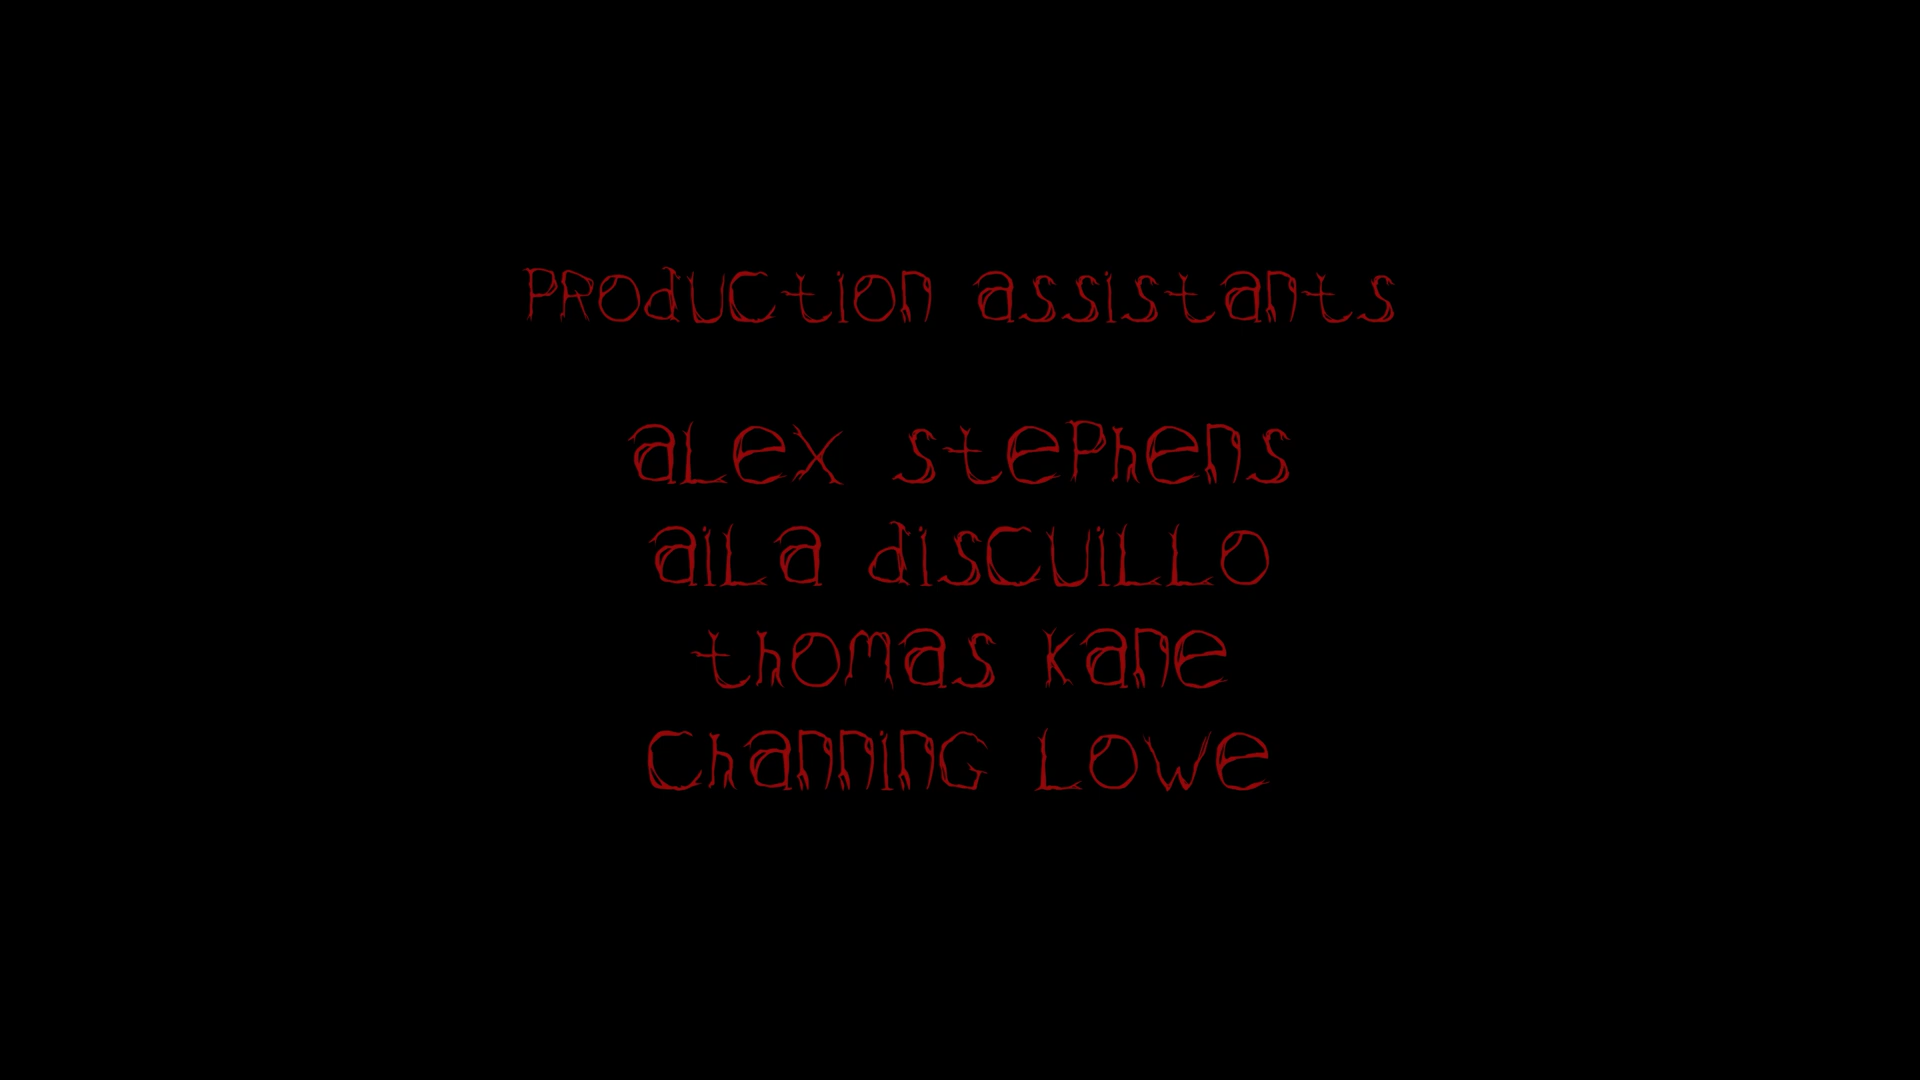 Production assistants
alex stephens
aila discuillo
thomas kane
Channing Lowe